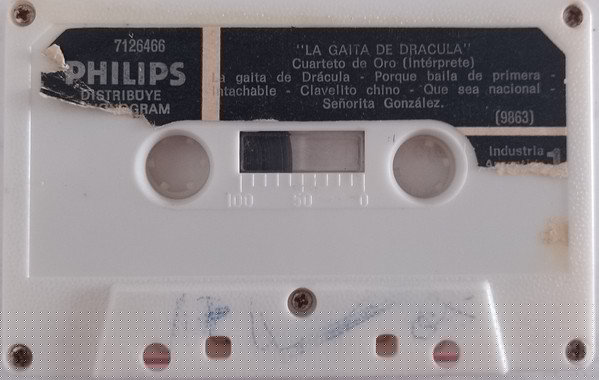 7126466
PHILIPS
DISTRIBUYE
"LA GAITA DE DRACULA"
Cuarteto de Oro (Intérprete)
La gaita de Drácula - Porque baila de primera -
Intachable - Clavelito chino - Que sea nacional -
Señorita González.
(9863)
Industria
1
100 50 0